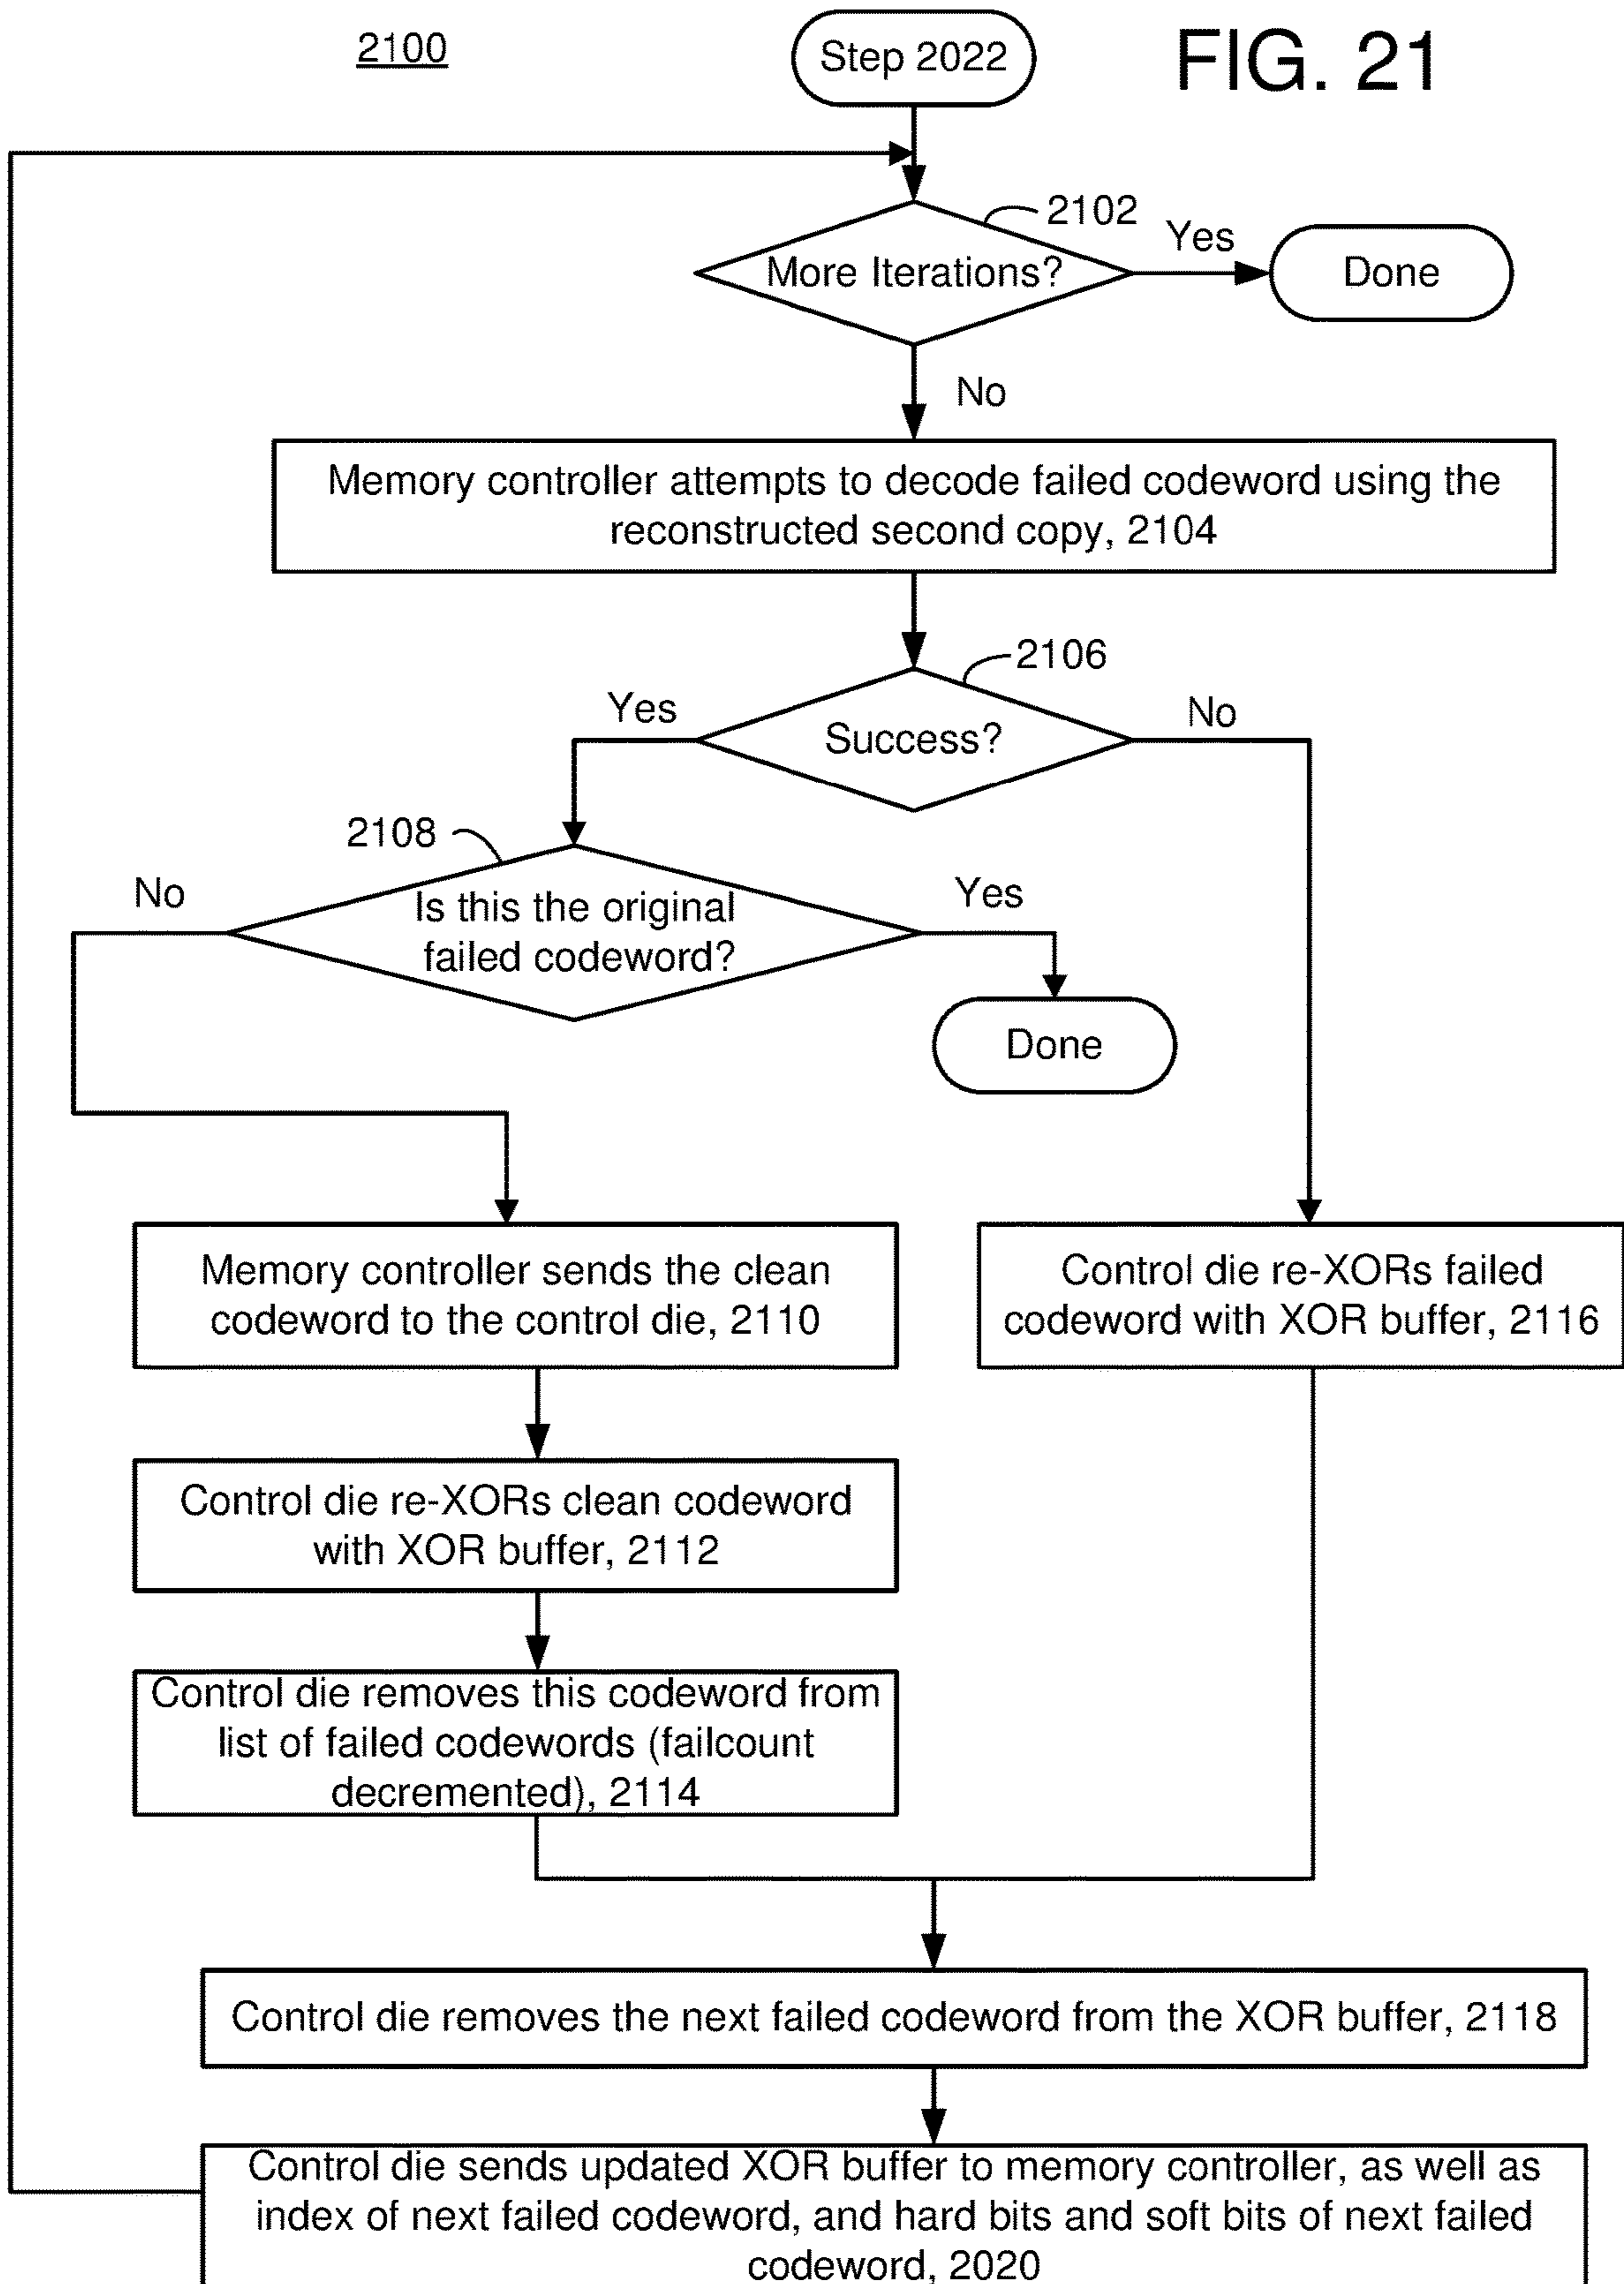 2100
Step 2022
FIG. 21
2102
Yes
More Iterations?
Done
No
Memory controller attempts to decode failed codeword using the
reconstructed second copy, 2104
2106
Yes
No
Success?
2108
No
Yes
Is this the original
failed codeword?
Done
Memory controller sends the clean
codeword to the control die, 2110
Control die re-XORs failed
codeword with XOR buffer, 2116
Control die re-XORs clean codeword
with XOR buffer, 2112
Control die removes this codeword from
list of failed codewords (failcount
decremented), 2114
Control die removes the next failed codeword from the XOR buffer, 2118
Control die sends updated XOR buffer to memory controller, as well as
index of next failed codeword, and hard bits and soft bits of next failed
codeword, 2020